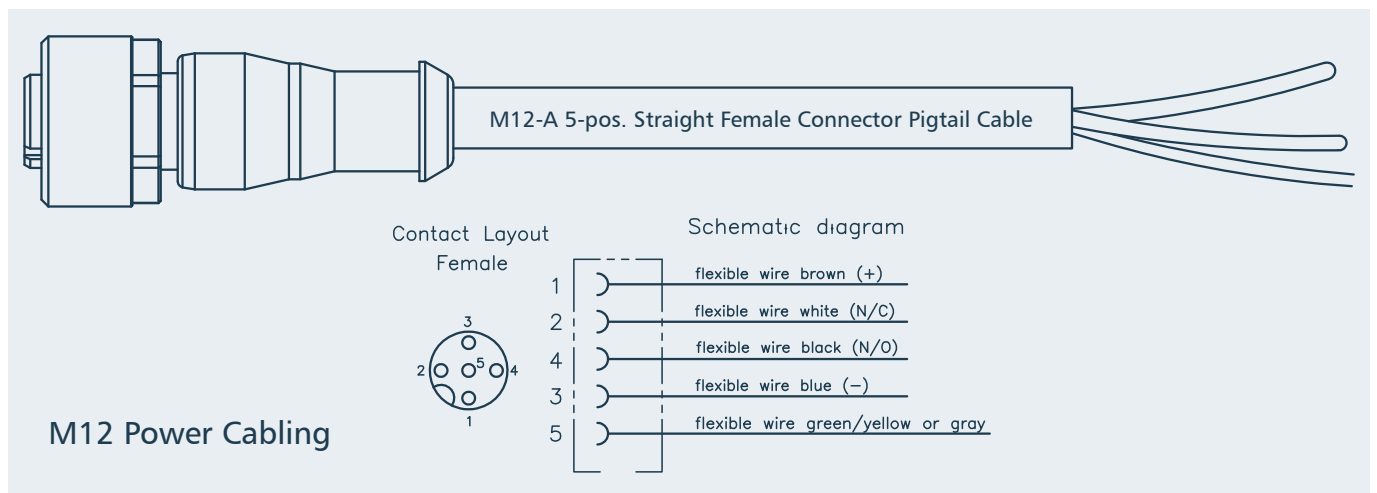 M12-A 5-pos. Straight Female Connector Pigtail Cable
Contact Layout
Female
3
2
5
4
1
Schematic diagram
1 flexible wire brown (+)
2 flexible wire white (N/C)
4 flexible wire black (N/O)
3 flexible wire blue (−)
5 flexible wire green/yellow or gray
M12 Power Cabling